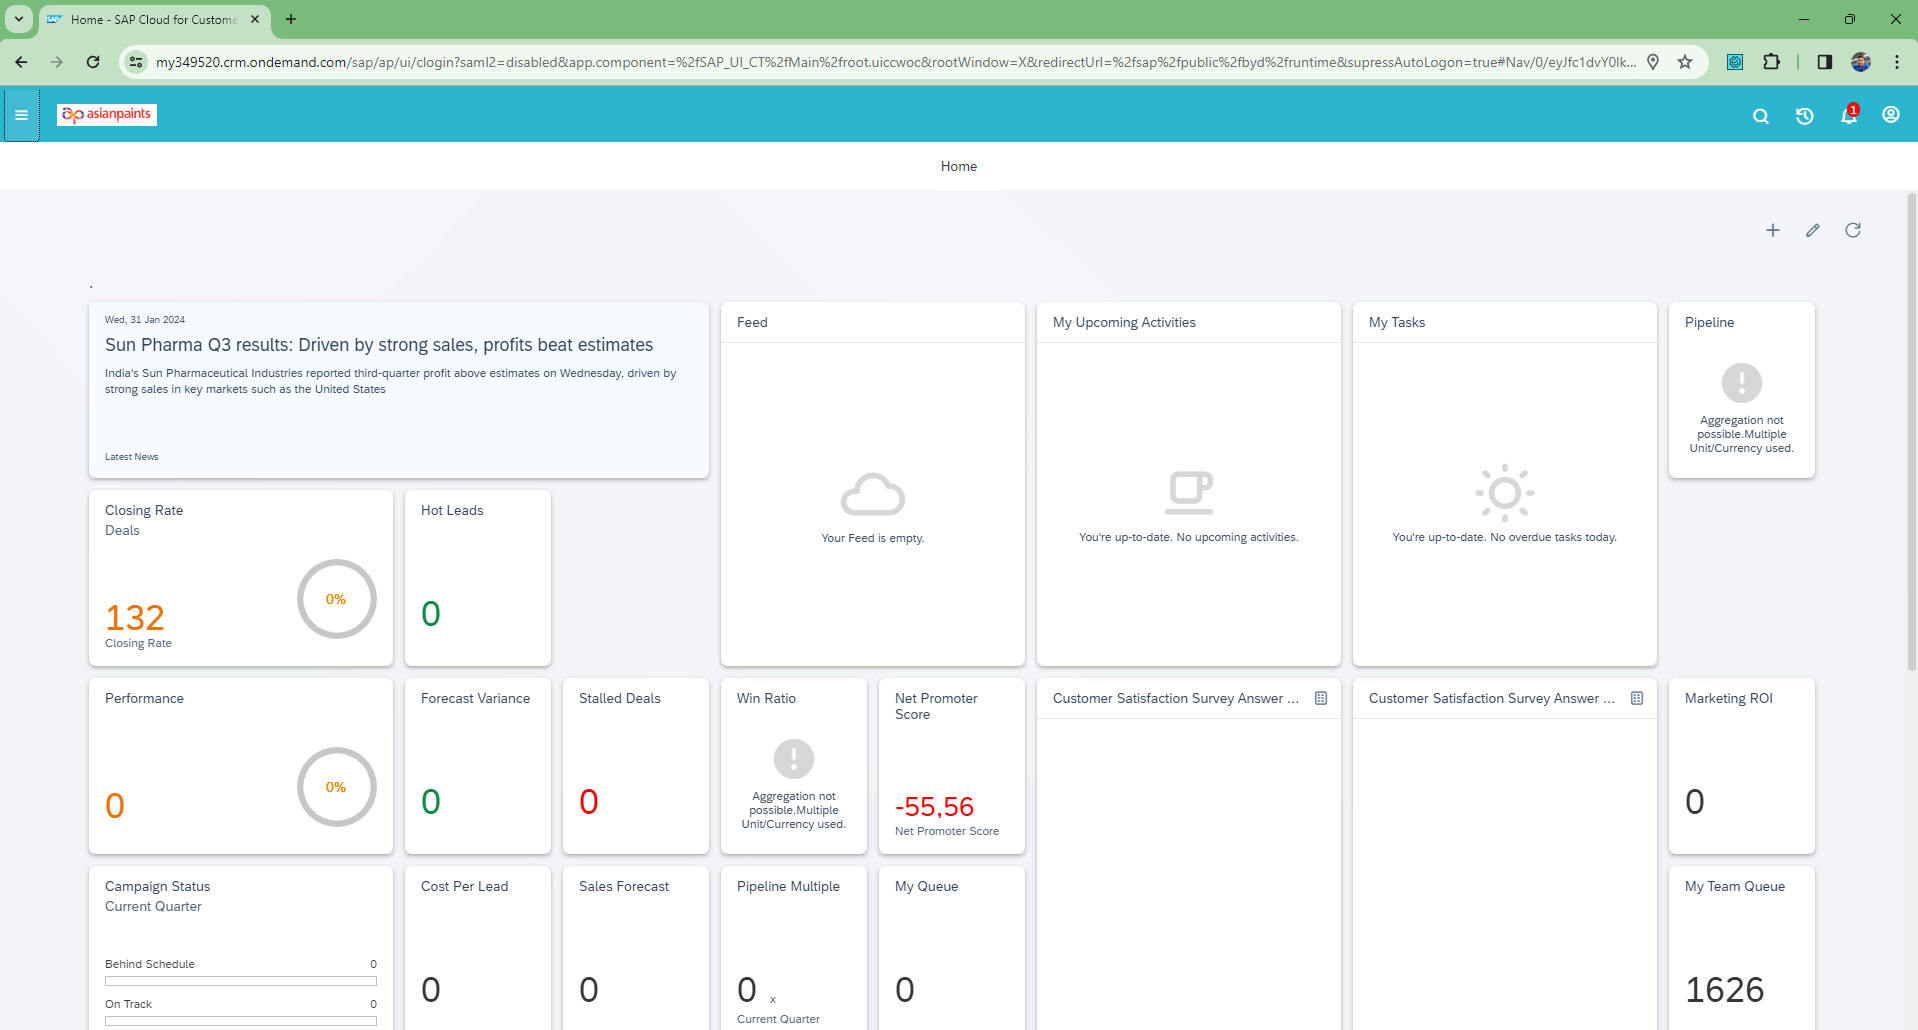 Home - SAP Cloud for Custome
my349520.crm.ondemand.com/sap/ap/ui/clogin?saml2=disabled&app.component=%2fSAP_UI_CT%2fMain%2froot.uiccwoc&rootWindow=X&redirectUrl=%2fsap%2fpublic%2fbyd%2fruntime&supressAutoLogon=true#Nav/0/eyJfc1dvY0lk...
asianpaints
1
Home
.
Wed, 31 Jan 2024
Sun Pharma Q3 results: Driven by strong sales, profits beat estimates
India's Sun Pharmaceutical Industries reported third-quarter profit above estimates on Wednesday, driven by
strong sales in key markets such as the United States
Latest News
Feed
Your Feed is empty.
My Upcoming Activities
You're up-to-date. No upcoming activities.
My Tasks
You're up-to-date. No overdue tasks today.
Pipeline
Aggregation not
possible.Multiple
Unit/Currency used.
Closing Rate
Deals
132
Closing Rate
0%
Hot Leads
0
Performance
0
0%
Forecast Variance
0
Stalled Deals
0
Win Ratio
Aggregation not
possible.Multiple
Unit/Currency used.
Net Promoter
Score
-55,56
Net Promoter Score
Customer Satisfaction Survey Answer ...
Customer Satisfaction Survey Answer ...
Marketing ROI
0
Campaign Status
Current Quarter
Behind Schedule 0
On Track 0
Cost Per Lead
0
Sales Forecast
0
Pipeline Multiple
0 x
Current Quarter
My Queue
0
My Team Queue
1626